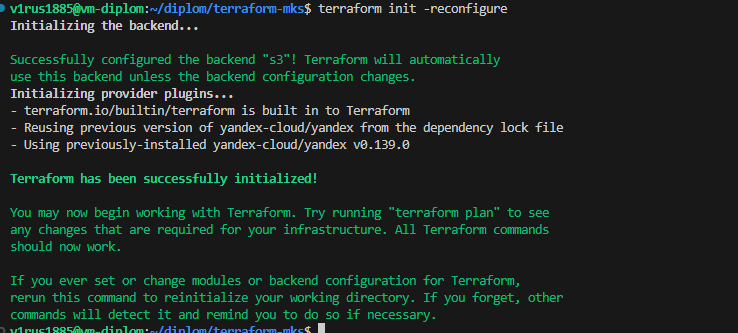 v1rus1885@vm-diplom:~/diplom/terraform-mks$ terraform init -reconfigure
Initializing the backend...
Successfully configured the backend "s3"! Terraform will automatically
use this backend unless the backend configuration changes.
Initializing provider plugins...
- terraform.io/builtin/terraform is built in to Terraform
- Reusing previous version of yandex-cloud/yandex from the dependency lock file
- Using previously-installed yandex-cloud/yandex v0.139.0
Terraform has been successfully initialized!
You may now begin working with Terraform. Try running "terraform plan" to see
any changes that are required for your infrastructure. All Terraform commands
should now work.
If you ever set or change modules or backend configuration for Terraform,
rerun this command to reinitialize your working directory. If you forget, other
commands will detect it and remind you to do so if necessary.
v1rus1885@vm-diplom:~/diplom/terraform-mks$